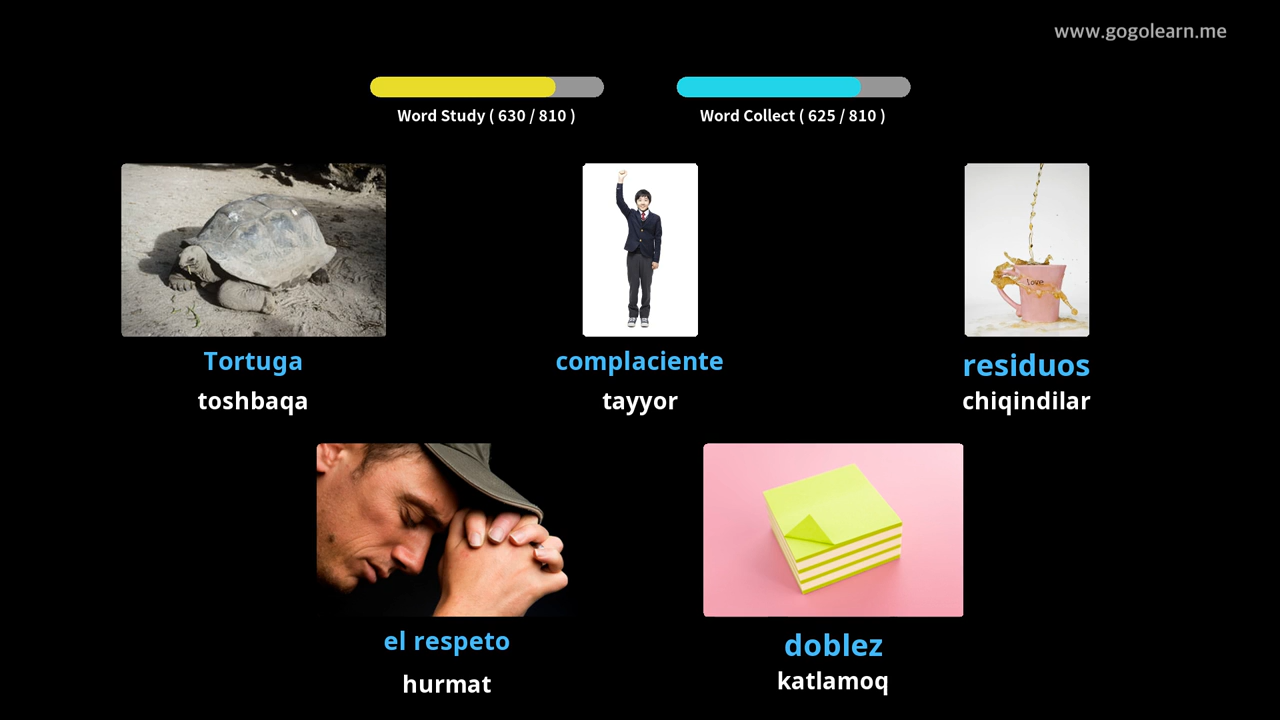 www.gogolearn.me
Word Study ( 630 / 810 )
Word Collect ( 625 / 810 )
Tortuga
toshbaqa
complaciente
tayyor
love
residuos
chiqindilar
el respeto
hurmat
doblez
katlamoq